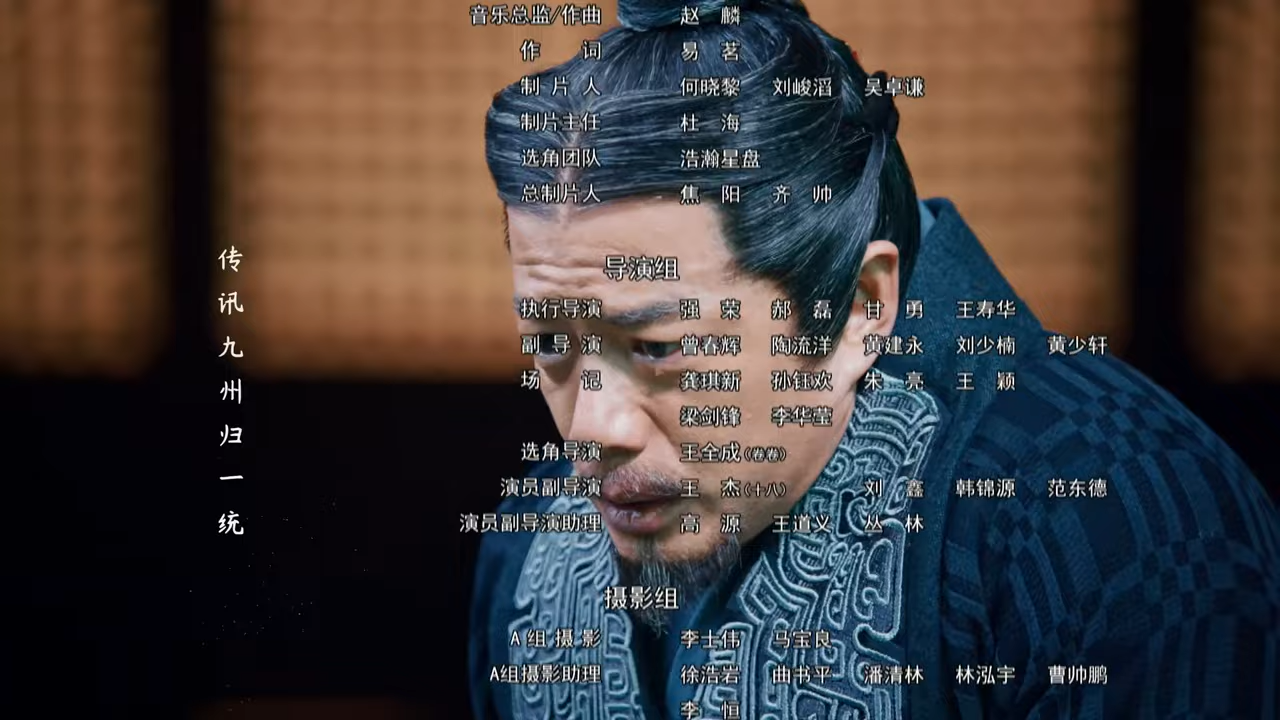 音乐总监/作曲 赵麟
作词 易茗
制片人 何晓黎 刘峻滔 吴卓谦
制片主任 杜海
选角团队 浩瀚星盘
总制片人 焦阳 齐帅
导演组
执行导演 强荣 郝磊 甘勇 王寿华
副导演 曾春辉 陶流洋 黄建永 刘少楠 黄少轩
场记 龚琪新 孙钰欢 朱亮 王颖
梁剑锋 李华莹
选角导演 王全成(卷卷)
演员副导演 王杰(十八) 刘鑫 韩锦源 范东德
演员副导演助理 高源 王道义 丛林
摄影组
A组摄影 李士伟 马宝良
A组摄影助理 徐浩岩 曲书平 潘清林 林泓宇 曹帅鹏
李恒
传讯九州归一统